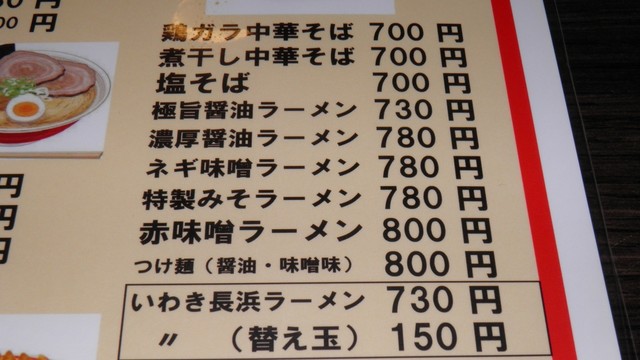 鶏ガラ中華そば 700 円
煮干し中華そば 700 円
塩そば 700 円
極旨醤油ラーメン 730 円
濃厚醤油ラーメン 780 円
ネギ味噌ラーメン 780 円
特製みそラーメン 780 円
赤味噌ラーメン 800 円
つけ麺（醤油・味噌味） 800 円
いわき長浜ラーメン 730 円
〃 （替え玉） 150 円
円
円
円
円
円